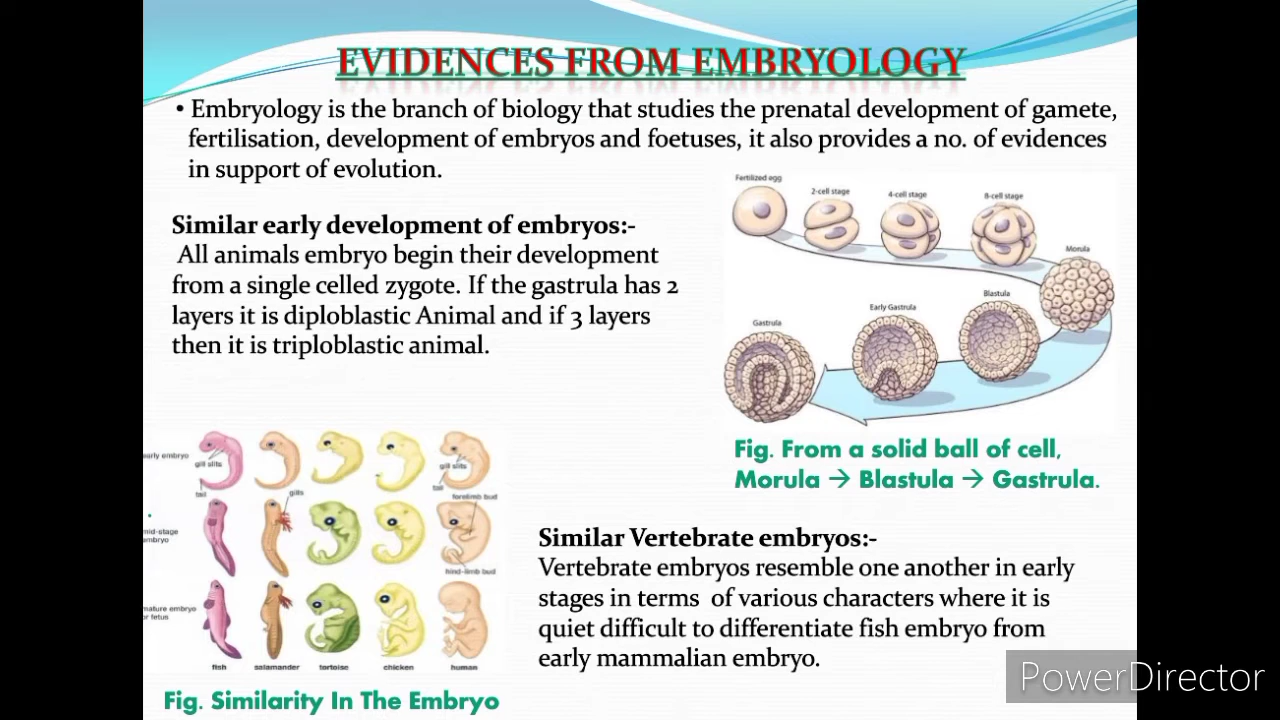 EVIDENCES FROM EMBRYOLOGY
• Embryology is the branch of biology that studies the prenatal development of gamete,
fertilisation, development of embryos and foetuses, it also provides a no. of evidences
in support of evolution.
Similar early development of embryos:-
All animals embryo begin their development
from a single celled zygote. If the gastrula has 2
layers it is diploblastic Animal and if 3 layers
then it is triploblastic animal.
Fertilized egg
2-cell stage
4-cell stage
8-cell stage
Morula
Blastula
Early Gastrula
Gastrula
Fig. From a solid ball of cell,
Morula → Blastula → Gastrula.
early embryo
gill slits
tail
gills
gill slits
tail
forelimb bud
mid-stage
embryo
hind-limb bud
mature embryo
or fetus
fish salamander tortoise chicken human
Fig. Similarity In The Embryo
Similar Vertebrate embryos:-
Vertebrate embryos resemble one another in early
stages in terms of various characters where it is
quiet difficult to differentiate fish embryo from
early mammalian embryo.
PowerDirector